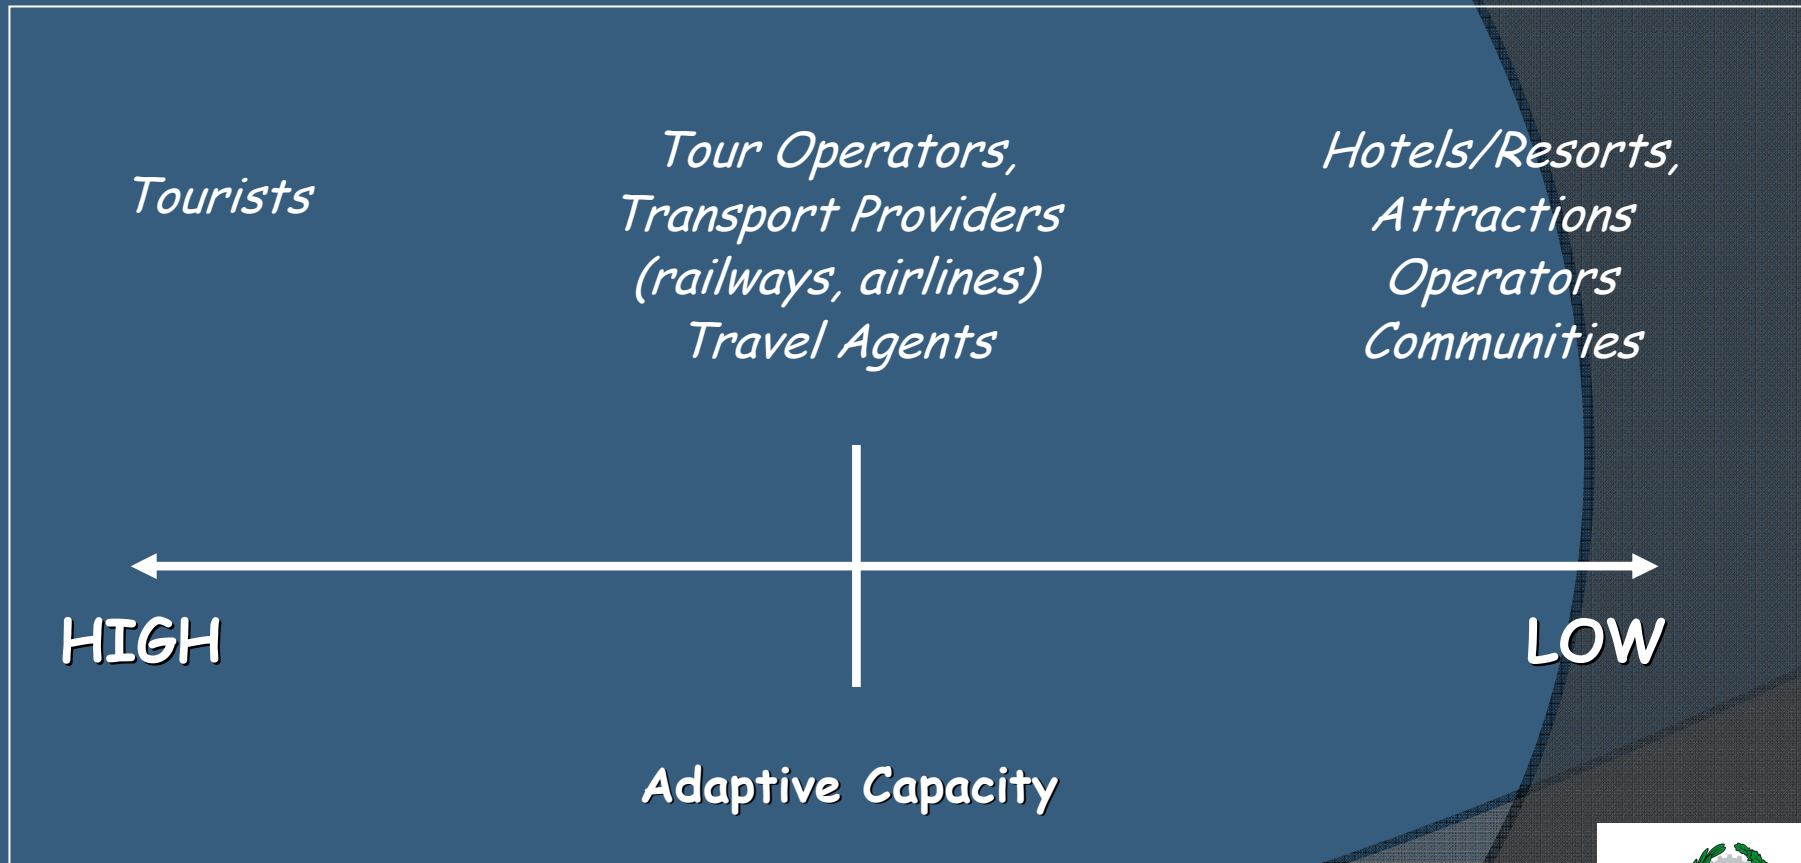 Tourists
Tour Operators,
Transport Providers
(railways, airlines)
Travel Agents
Hotels/Resorts,
Attractions
Operators
Communities
HIGH
LOW
Adaptive Capacity